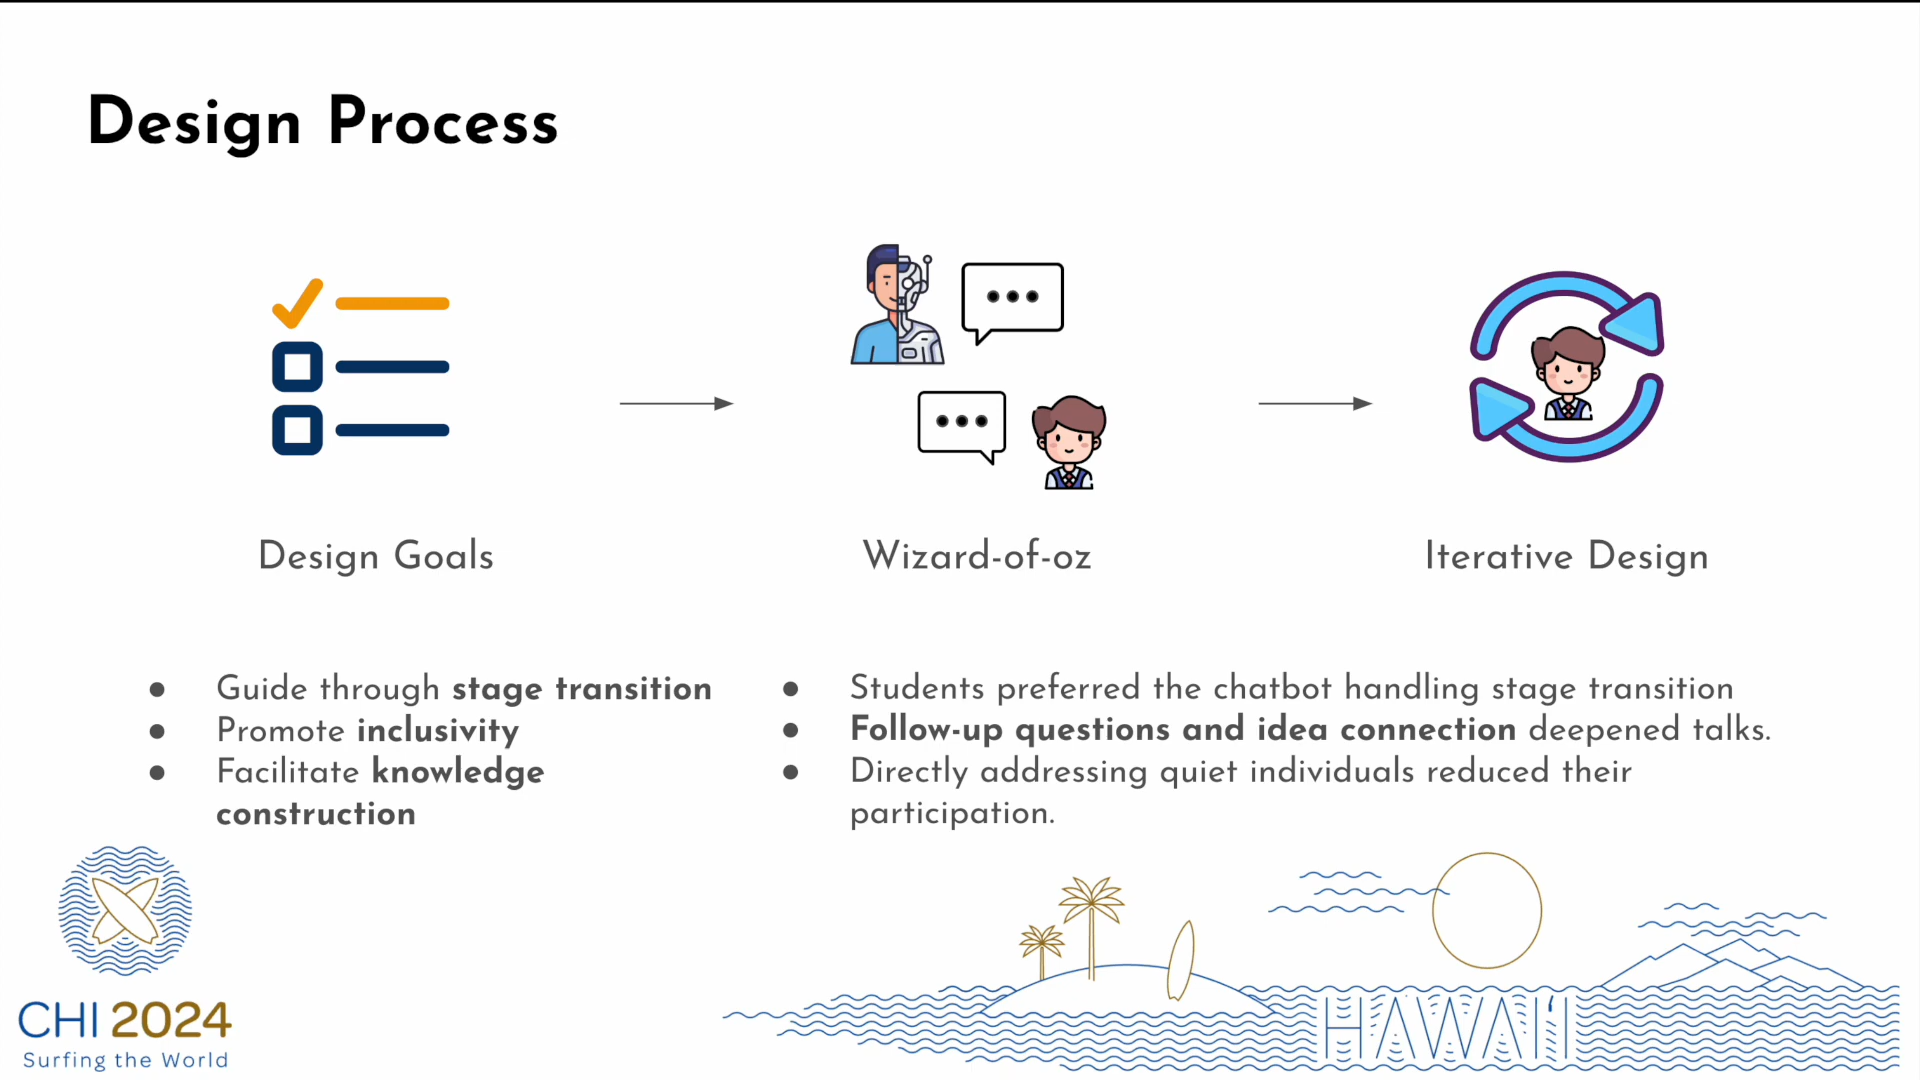 Design Process
Design Goals
Wizard-of-oz
Iterative Design
● Guide through stage transition
● Promote inclusivity
● Facilitate knowledge
construction
● Students preferred the chatbot handling stage transition
● Follow-up questions and idea connection deepened talks.
● Directly addressing quiet individuals reduced their
participation.
CHI 2024
Surfing the World
HAWAIʻI